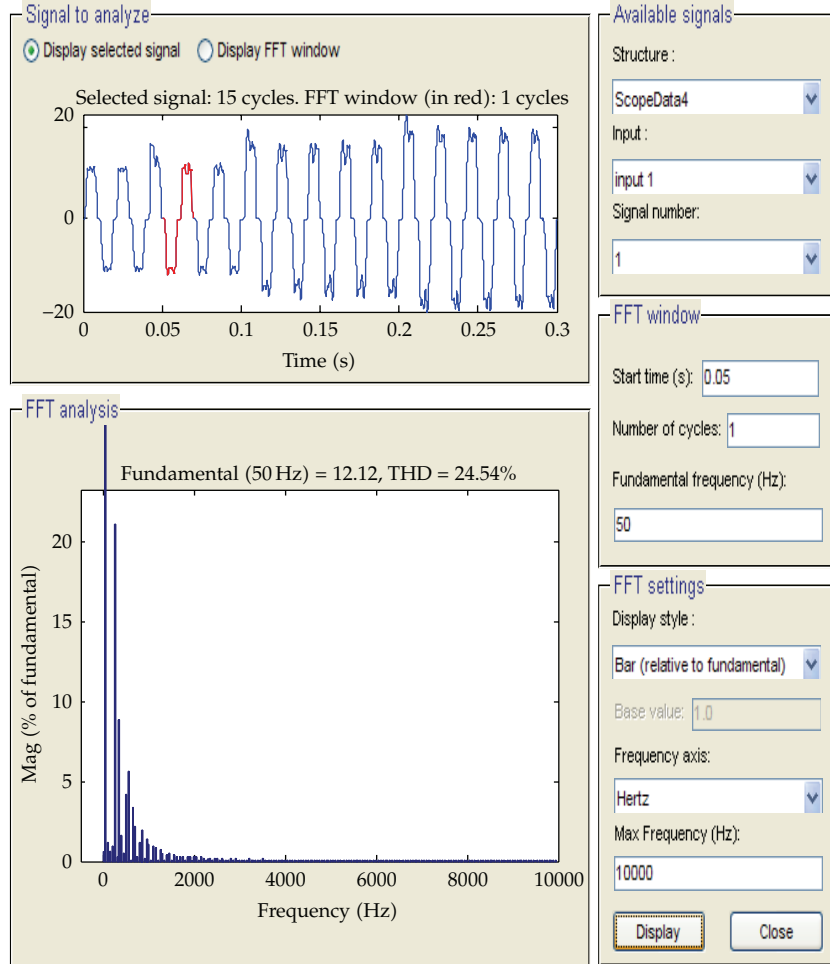 Signal to analyze
Display selected signal Display FFT window
Selected signal: 15 cycles. FFT window (in red): 1 cycles
20
10
0
−20
0 0.05 0.1 0.15 0.2 0.25 0.3
Time (s)
FFT analysis
Fundamental (50 Hz) = 12.12, THD = 24.54%
20
15
10
5
0
Mag (% of fundamental)
0 2000 4000 6000 8000 10000
Frequency (Hz)
Available signals
Structure :
ScopeData4
Input :
input 1
Signal number:
1
FFT window
Start time (s): 0.05
Number of cycles: 1
Fundamental frequency (Hz):
50
FFT settings
Display style :
Bar (relative to fundamental)
Base value: 1.0
Frequency axis:
Hertz
Max Frequency (Hz):
10000
Display Close